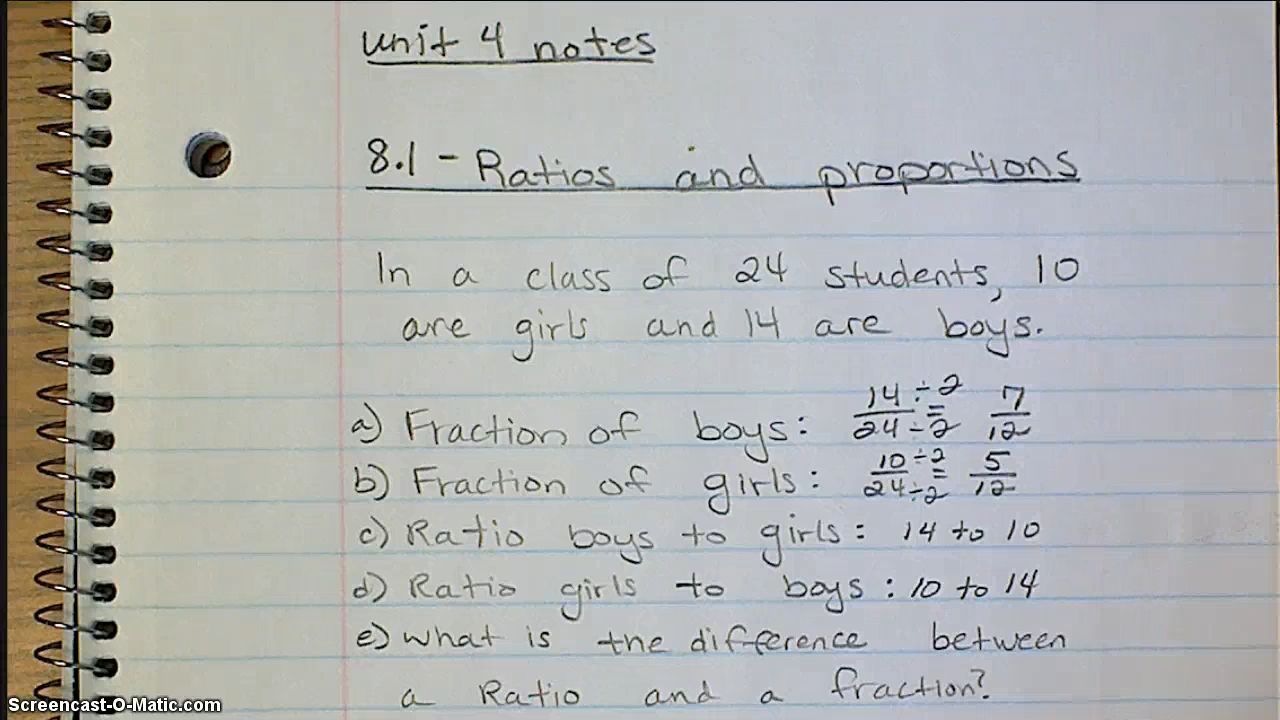 unit 4 notes
8.1 - Ratios and proportions
In a class of 24 students, 10
are girls and 14 are boys.
a) Fraction of boys: 14 ÷ 2 / 24 ÷ 2 = 7 / 12
b) Fraction of girls: 10 ÷ 2 / 24 ÷ 2 = 5 / 12
c) Ratio boys to girls: 14 to 10
d) Ratio girls to boys: 10 to 14
e) what is the difference between
a Ratio and a fraction?
Screencast-O-Matic.com